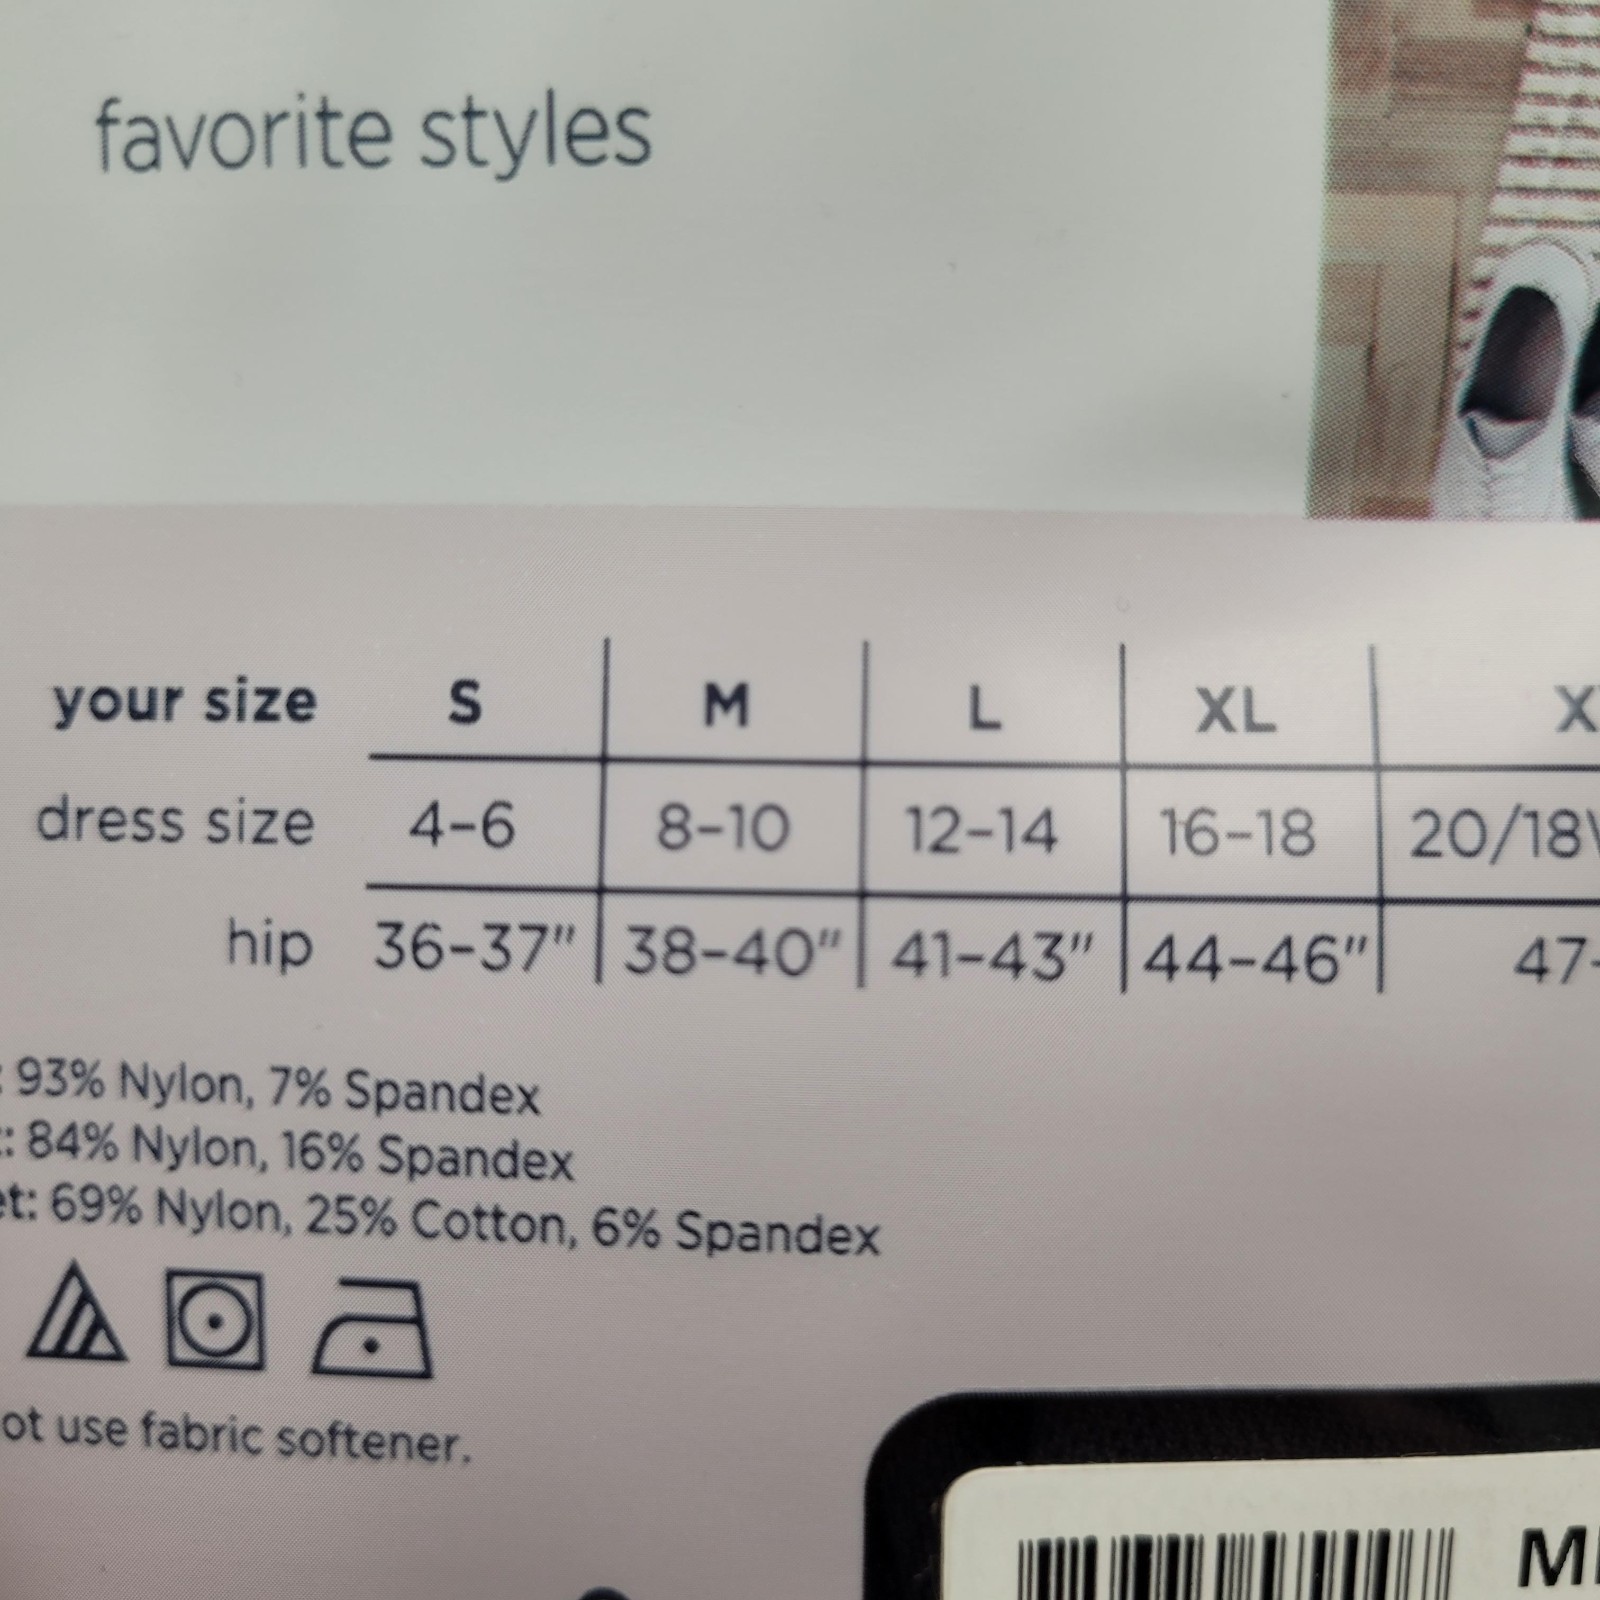 favorite styles
your size S M L XL
dress size 4–6 8–10 12–14 16–18 20/18
hip 36–37" 38–40" 41–43" 44–46" 47-
: 93% Nylon, 7% Spandex
: 84% Nylon, 16% Spandex
et: 69% Nylon, 25% Cotton, 6% Spandex
ot use fabric softener.